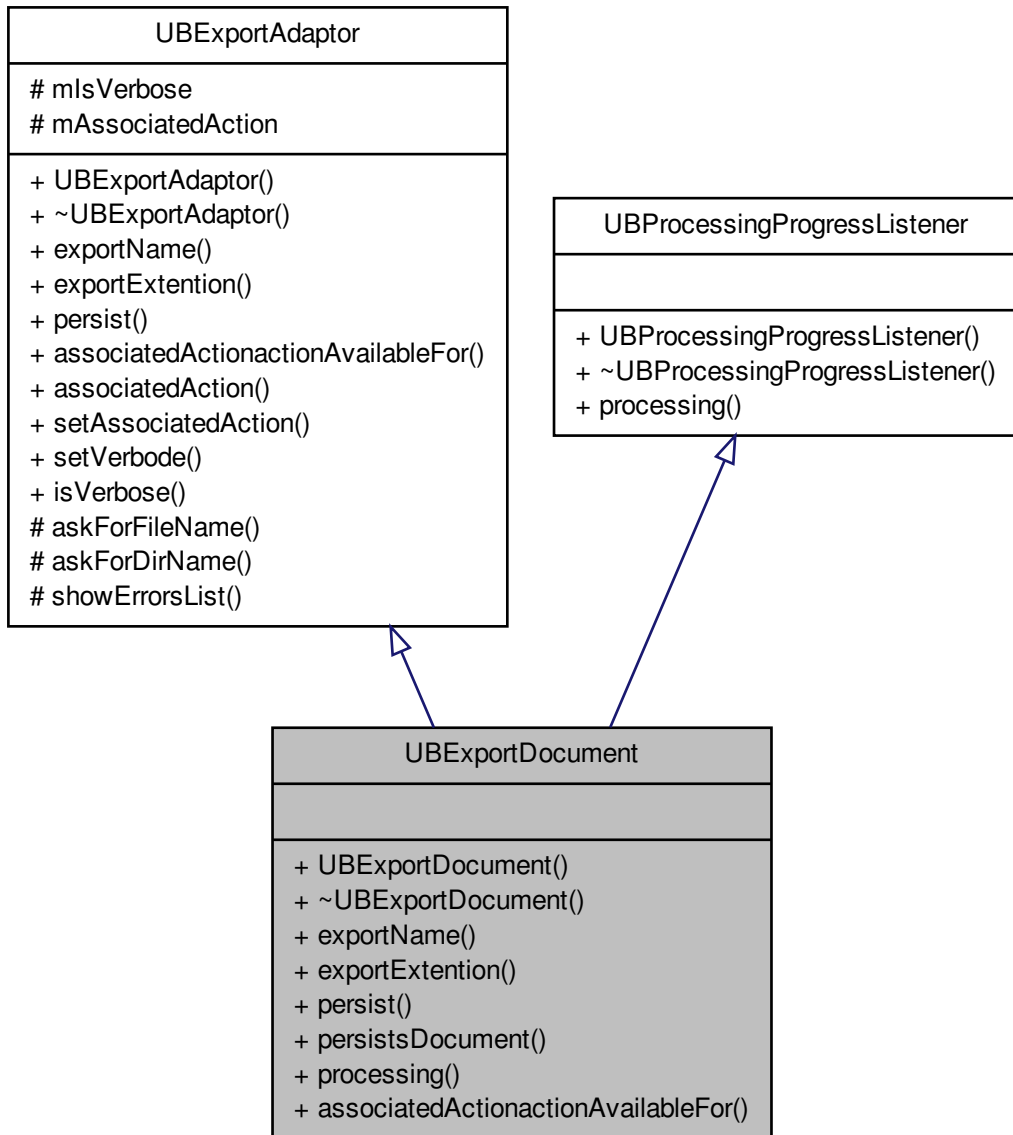 UBExportAdaptor
# mIsVerbose
# mAssociatedAction
+ UBExportAdaptor()
+ ~UBExportAdaptor()
+ exportName()
+ exportExtention()
+ persist()
+ associatedActionactionAvailableFor()
+ associatedAction()
+ setAssociatedAction()
+ setVerbode()
+ isVerbose()
# askForFileName()
# askForDirName()
# showErrorsList()
UBProcessingProgressListener
+ UBProcessingProgressListener()
+ ~UBProcessingProgressListener()
+ processing()
UBExportDocument
+ UBExportDocument()
+ ~UBExportDocument()
+ exportName()
+ exportExtention()
+ persist()
+ persistsDocument()
+ processing()
+ associatedActionactionAvailableFor()